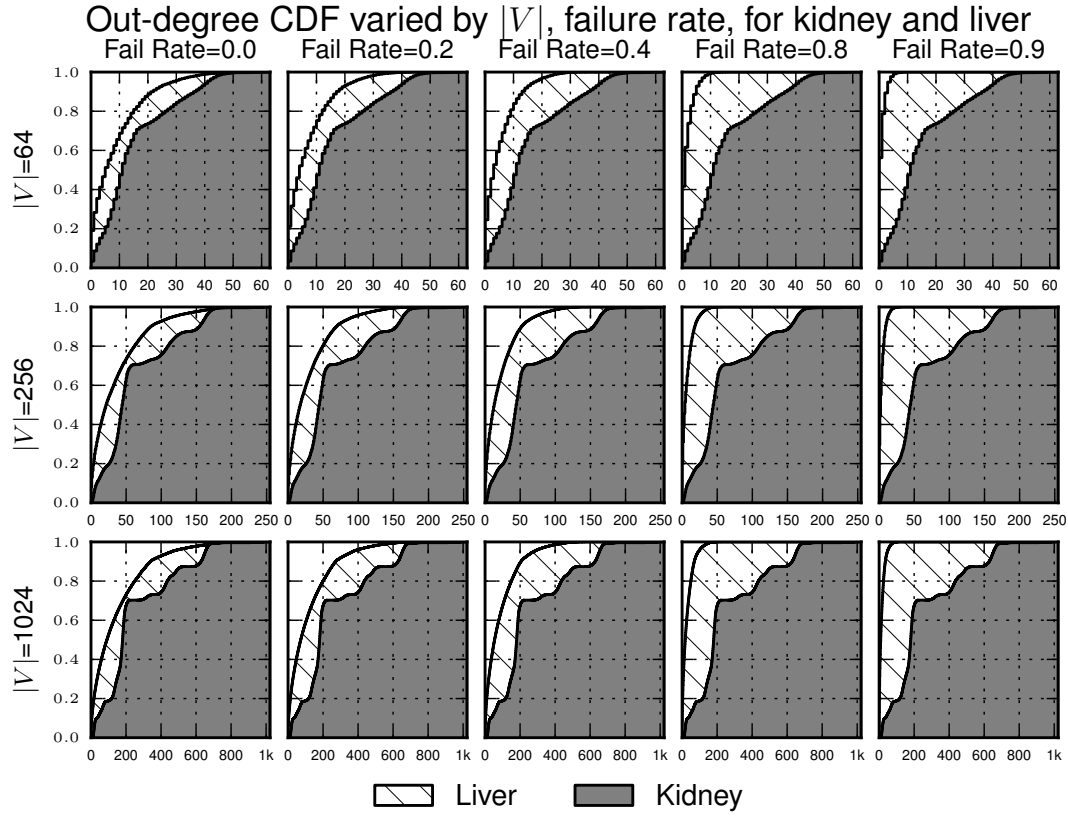 Out-degree CDF varied by |V|, failure rate, for kidney and liver
Fail Rate=0.0 Fail Rate=0.2 Fail Rate=0.4 Fail Rate=0.8 Fail Rate=0.9
|V|=64
1.0
0.8
0.6
0.4
0.2
0.0
0 10 20 30 40 50 60 0 10 20 30 40 50 60 0 10 20 30 40 50 60 0 10 20 30 40 50 60 0 10 20 30 40 50 60
|V|=256
1.0
0.8
0.6
0.4
0.2
0.0
0 50 100 150 200 250 0 50 100 150 200 250 0 50 100 150 200 250 0 50 100 150 200 250 0 50 100 150 200 250
|V|=1024
1.0
0.8
0.6
0.4
0.2
0.0
0 200 400 600 800 1k 0 200 400 600 800 1k 0 200 400 600 800 1k 0 200 400 600 800 1k 0 200 400 600 800 1k
Liver Kidney